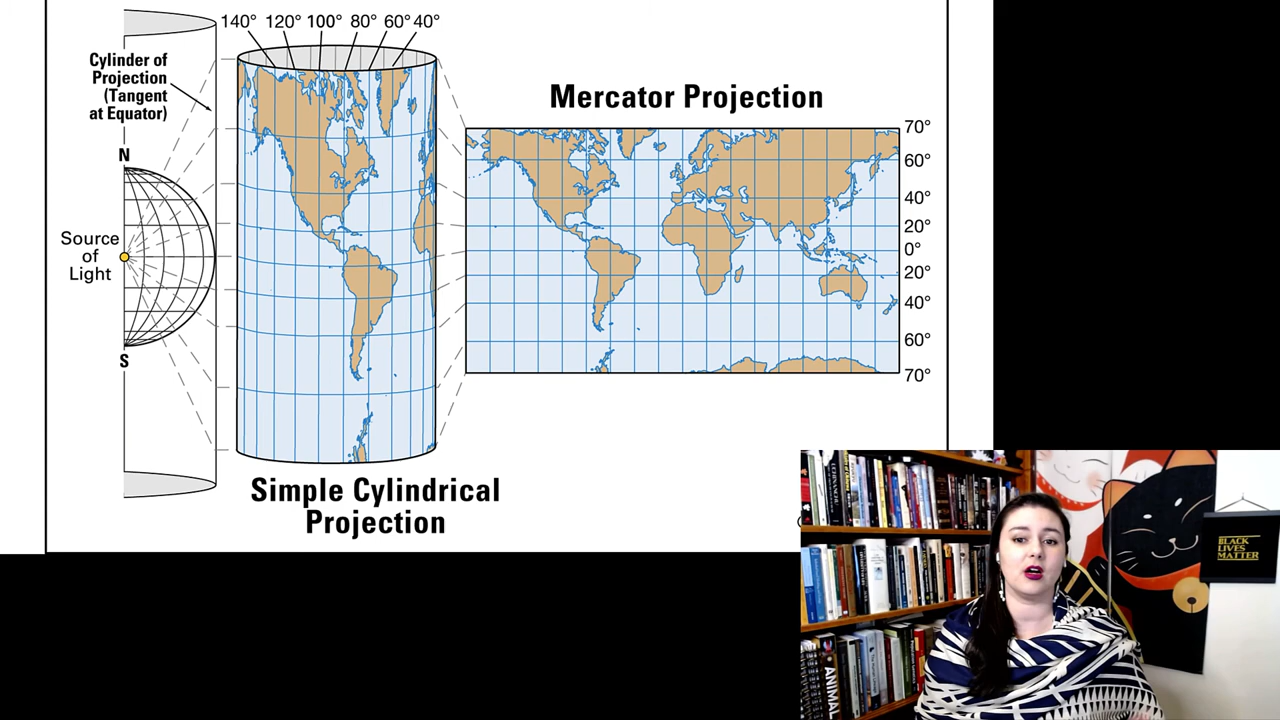 140° 120° 100° 80° 60° 40°
Cylinder of
Projection
(Tangent
at Equator)
N
Source
of
Light
S
Simple Cylindrical
Projection
Mercator Projection
70°
60°
40°
20°
0°
20°
40°
60°
70°
BLACK
LIVES
MATTER
ANIMAL